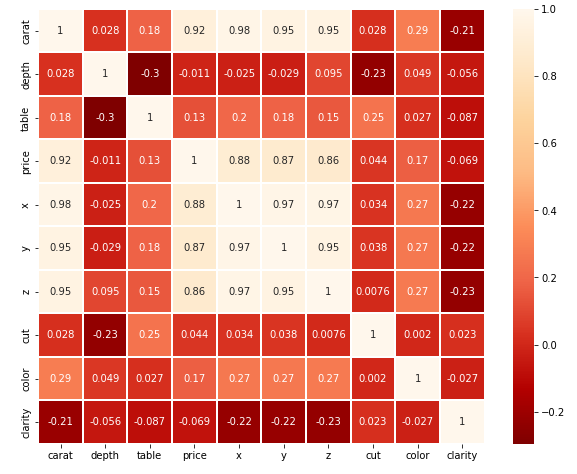 carat 1 0.028 0.18 0.92 0.98 0.95 0.95 0.028 0.29 -0.21
depth 0.028 1 -0.3 -0.011 -0.025 -0.029 0.095 -0.23 0.049 -0.056
table 0.18 -0.3 1 0.13 0.2 0.18 0.15 0.25 0.027 -0.087
price 0.92 -0.011 0.13 1 0.88 0.87 0.86 0.044 0.17 -0.069
x 0.98 -0.025 0.2 0.88 1 0.97 0.97 0.034 0.27 -0.22
y 0.95 -0.029 0.18 0.87 0.97 1 0.95 0.038 0.27 -0.22
z 0.95 0.095 0.15 0.86 0.97 0.95 1 0.0076 0.27 -0.23
cut 0.028 -0.23 0.25 0.044 0.034 0.038 0.0076 1 0.002 0.023
color 0.29 0.049 0.027 0.17 0.27 0.27 0.27 0.002 1 -0.027
clarity -0.21 -0.056 -0.087 -0.069 -0.22 -0.22 -0.23 0.023 -0.027 1
carat depth table price x y z cut color clarity
1.0
0.8
0.6
0.4
0.2
0.0
−0.2